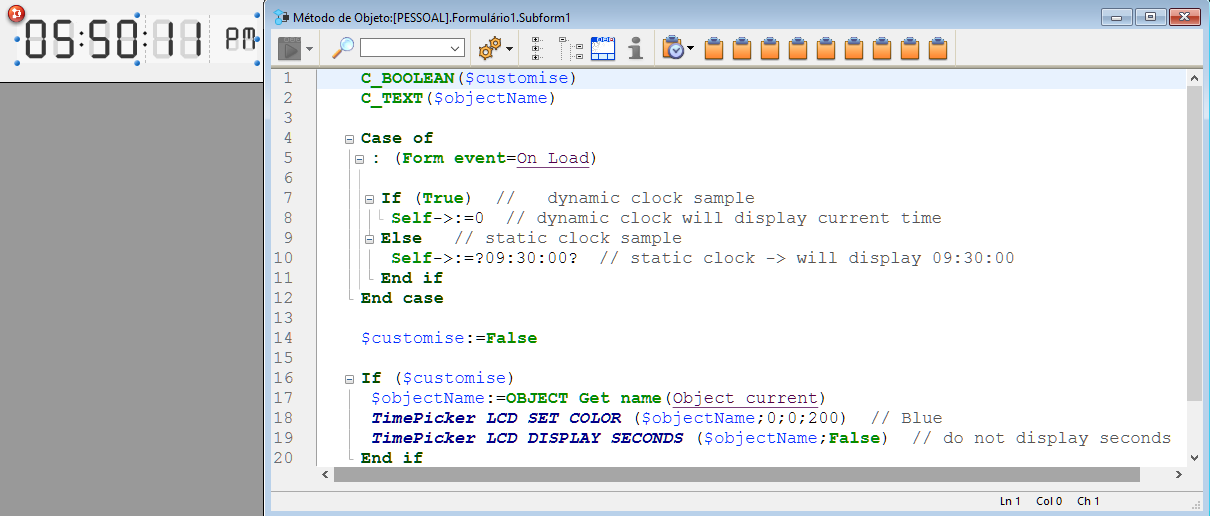 05:50:11 PM
Método de Objeto:[PESSOAL].Formulário1.Subform1
1 C_BOOLEAN($customise)
2 C_TEXT($objectName)
3
4 Case of
5 : (Form event=On Load)
6
7 If (True) // dynamic clock sample
8 Self->:=0 // dynamic clock will display current time
9 Else // static clock sample
10 Self->:=?09:30:00? // static clock -> will display 09:30:00
11 End if
12 End case
13
14 $customise:=False
15
16 If ($customise)
17 $objectName:=OBJECT Get name(Object current)
18 TimePicker LCD SET COLOR ($objectName;0;0;200) // Blue
19 TimePicker LCD DISPLAY SECONDS ($objectName;False) // do not display seconds
20 End if
Ln 1 Col 0 Ch 1